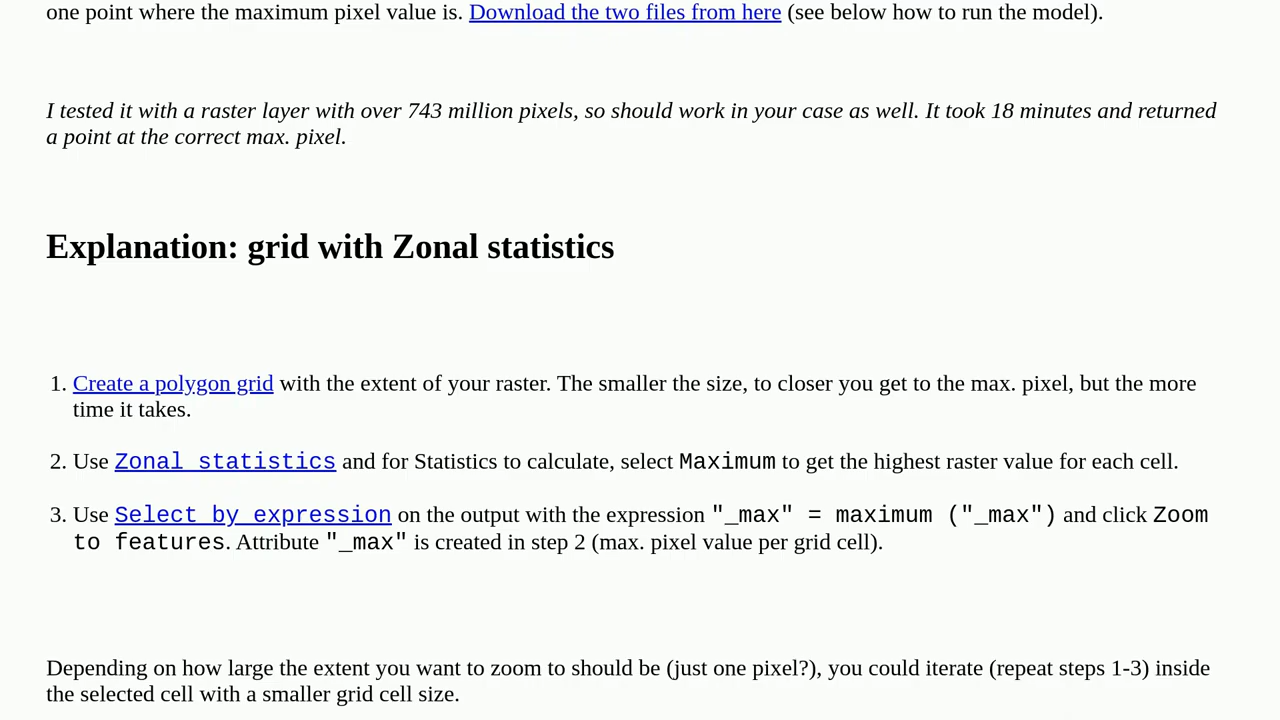 one point where the maximum pixel value is. Download the two files from here (see below how to run the model).
I tested it with a raster layer with over 743 million pixels, so should work in your case as well. It took 18 minutes and returned
a point at the correct max. pixel.
Explanation: grid with Zonal statistics
1. Create a polygon grid with the extent of your raster. The smaller the size, to closer you get to the max. pixel, but the more
time it takes.
2. Use Zonal statistics and for Statistics to calculate, select Maximum to get the highest raster value for each cell.
3. Use Select by expression on the output with the expression "_max" = maximum ("_max") and click Zoom
to features. Attribute "_max" is created in step 2 (max. pixel value per grid cell).
Depending on how large the extent you want to zoom to should be (just one pixel?), you could iterate (repeat steps 1-3) inside
the selected cell with a smaller grid cell size.